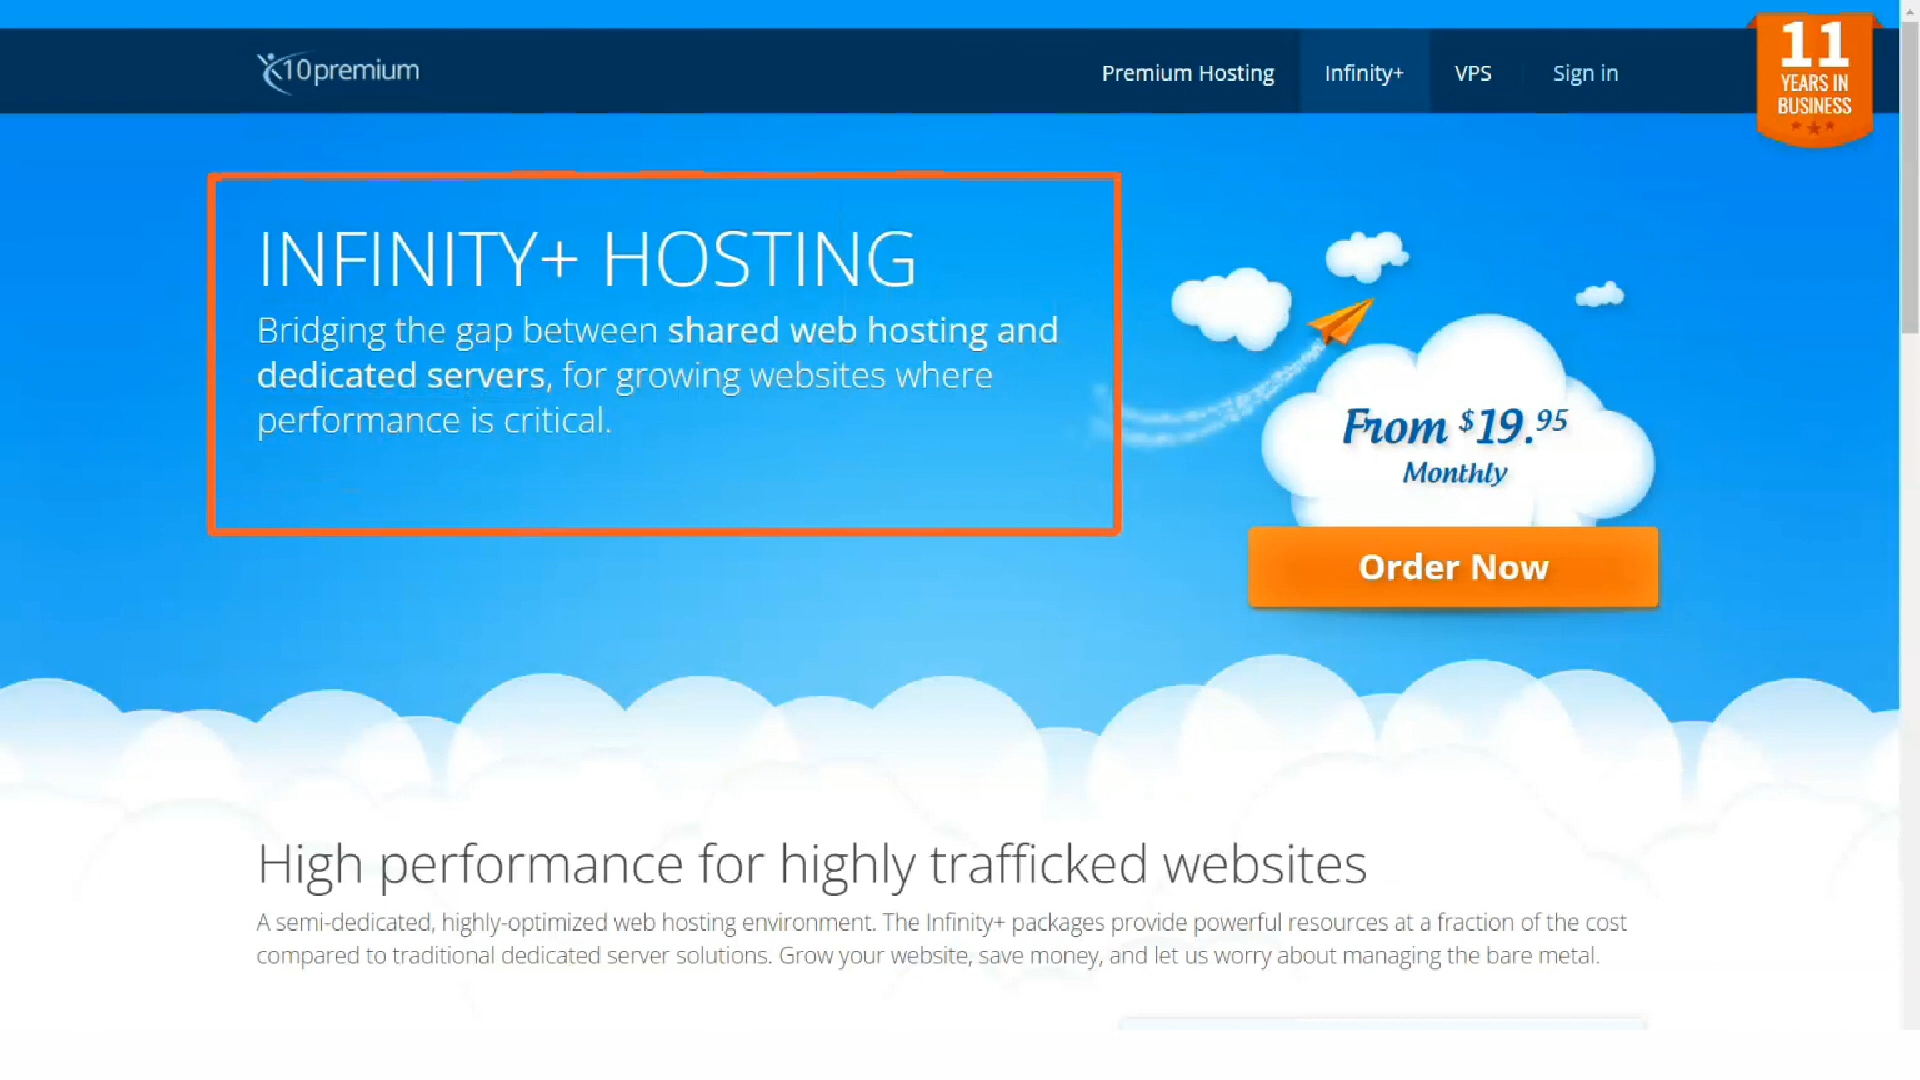 x10premium
Premium Hosting
Infinity+
VPS
Sign in
11
YEARS IN
BUSINESS
INFINITY+ HOSTING
Bridging the gap between shared web hosting and
dedicated servers, for growing websites where
performance is critical.
From $19.95
Monthly
Order Now
High performance for highly trafficked websites
A semi-dedicated, highly-optimized web hosting environment. The Infinity+ packages provide powerful resources at a fraction of the cost
compared to traditional dedicated server solutions. Grow your website, save money, and let us worry about managing the bare metal.